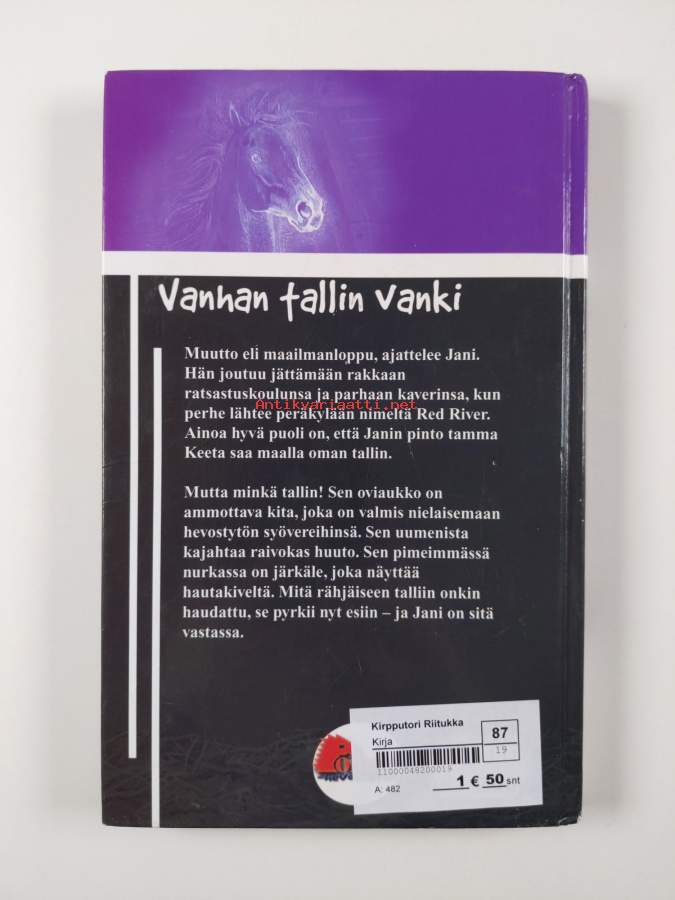 Vanhan tallin vanki
Muutto eli maailmanloppu, ajattelee Jani.
Hän joutuu jättämään rakkaan
ratsastuskoulunsa ja parhaan kaverinsa, kun
Antikvariaatti.net
perhe lähtee peräkylään nimeltä Red River.
Ainoa hyvä puoli on, että Janin pinto tamma
Keeta saa maalla oman tallin.
Mutta minkä tallin! Sen oviaukko on
ammottava kita, joka on valmis nielaisemaan
hevostytön syövereihinsä. Sen uumenista
kajahtaa raivokas huuto. Sen pimeimmässä
nurkassa on järkäle, joka näyttää
hautakiveltä. Mitä rähjäiseen talliin onkin
haudattu, se pyrkii nyt esiin – ja Jani on sitä
vastassa.
Kirpputori Riitukka
Kirja
87
19
11000048200019
A: 482
1 € 50 snt